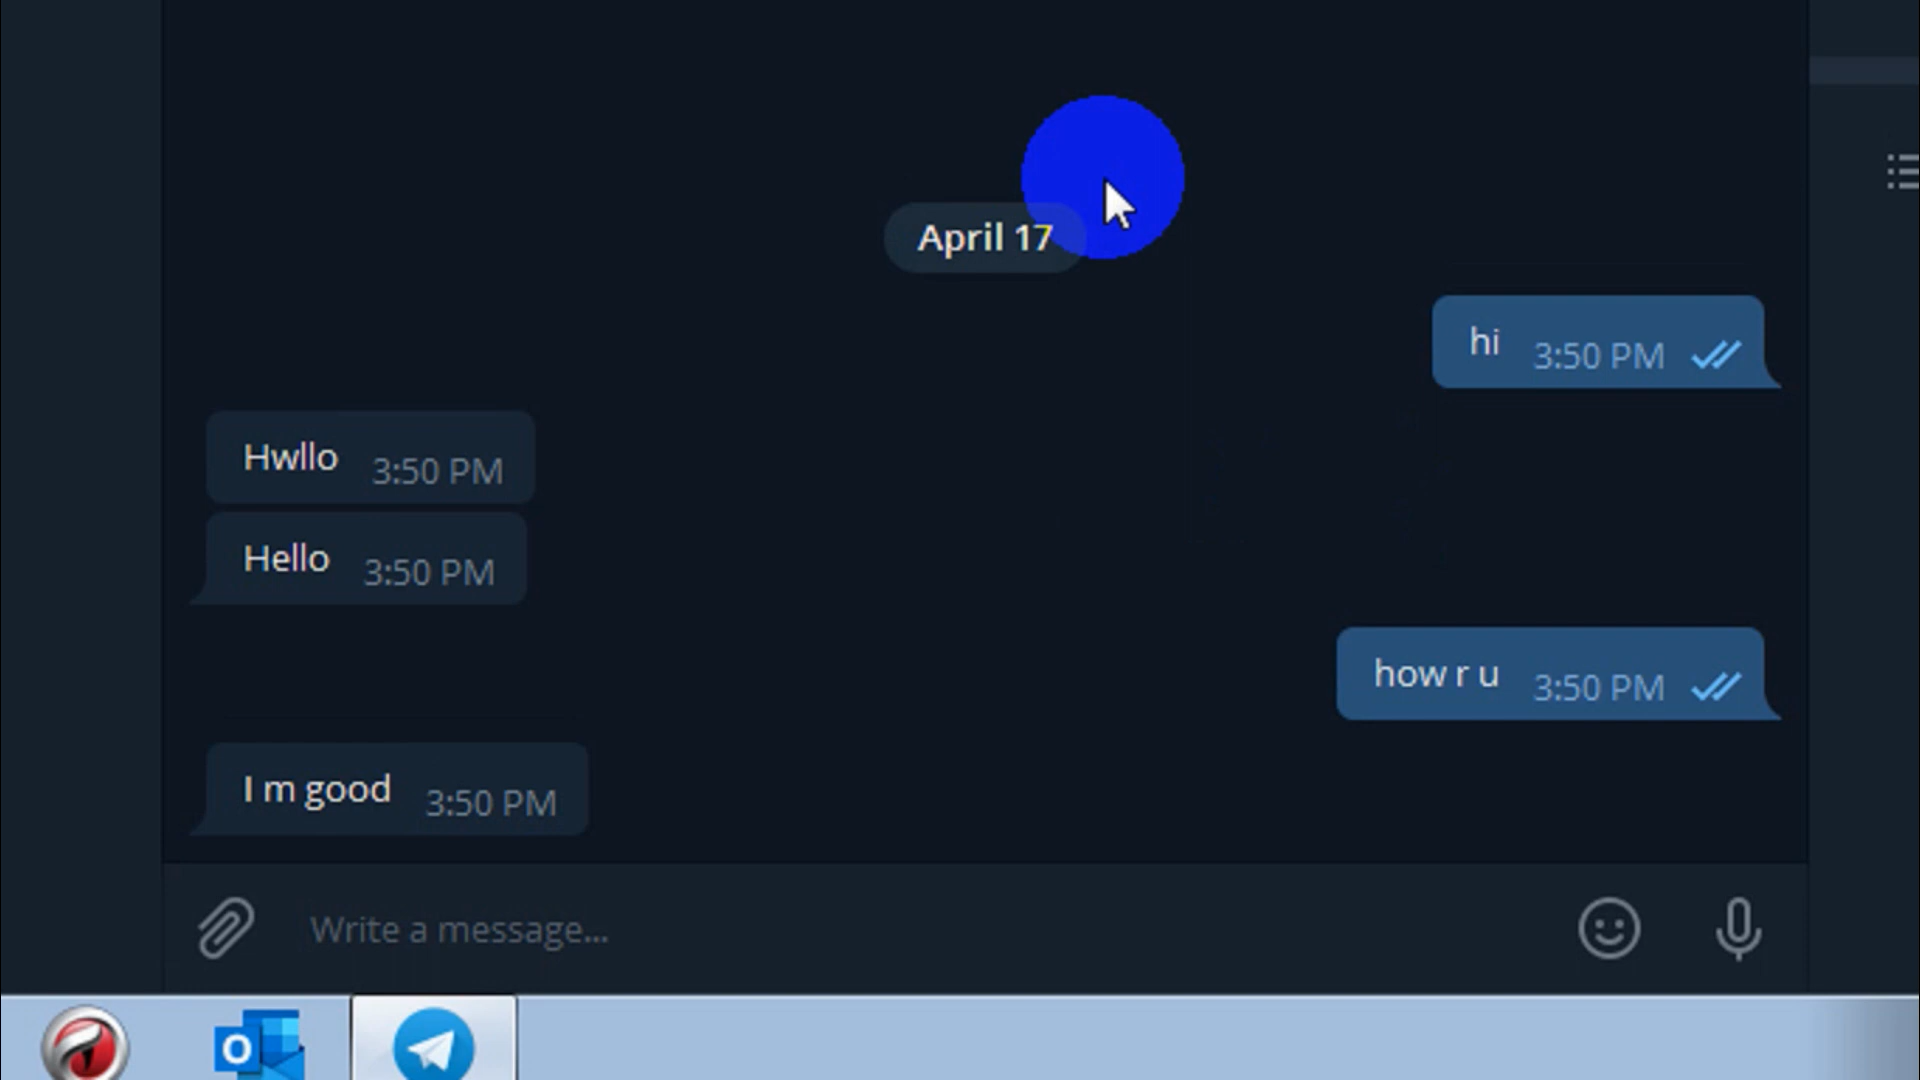 April 17
hi 3:50 PM
Hwllo 3:50 PM
Hello 3:50 PM
how r u 3:50 PM
I m good 3:50 PM
Write a message...
O